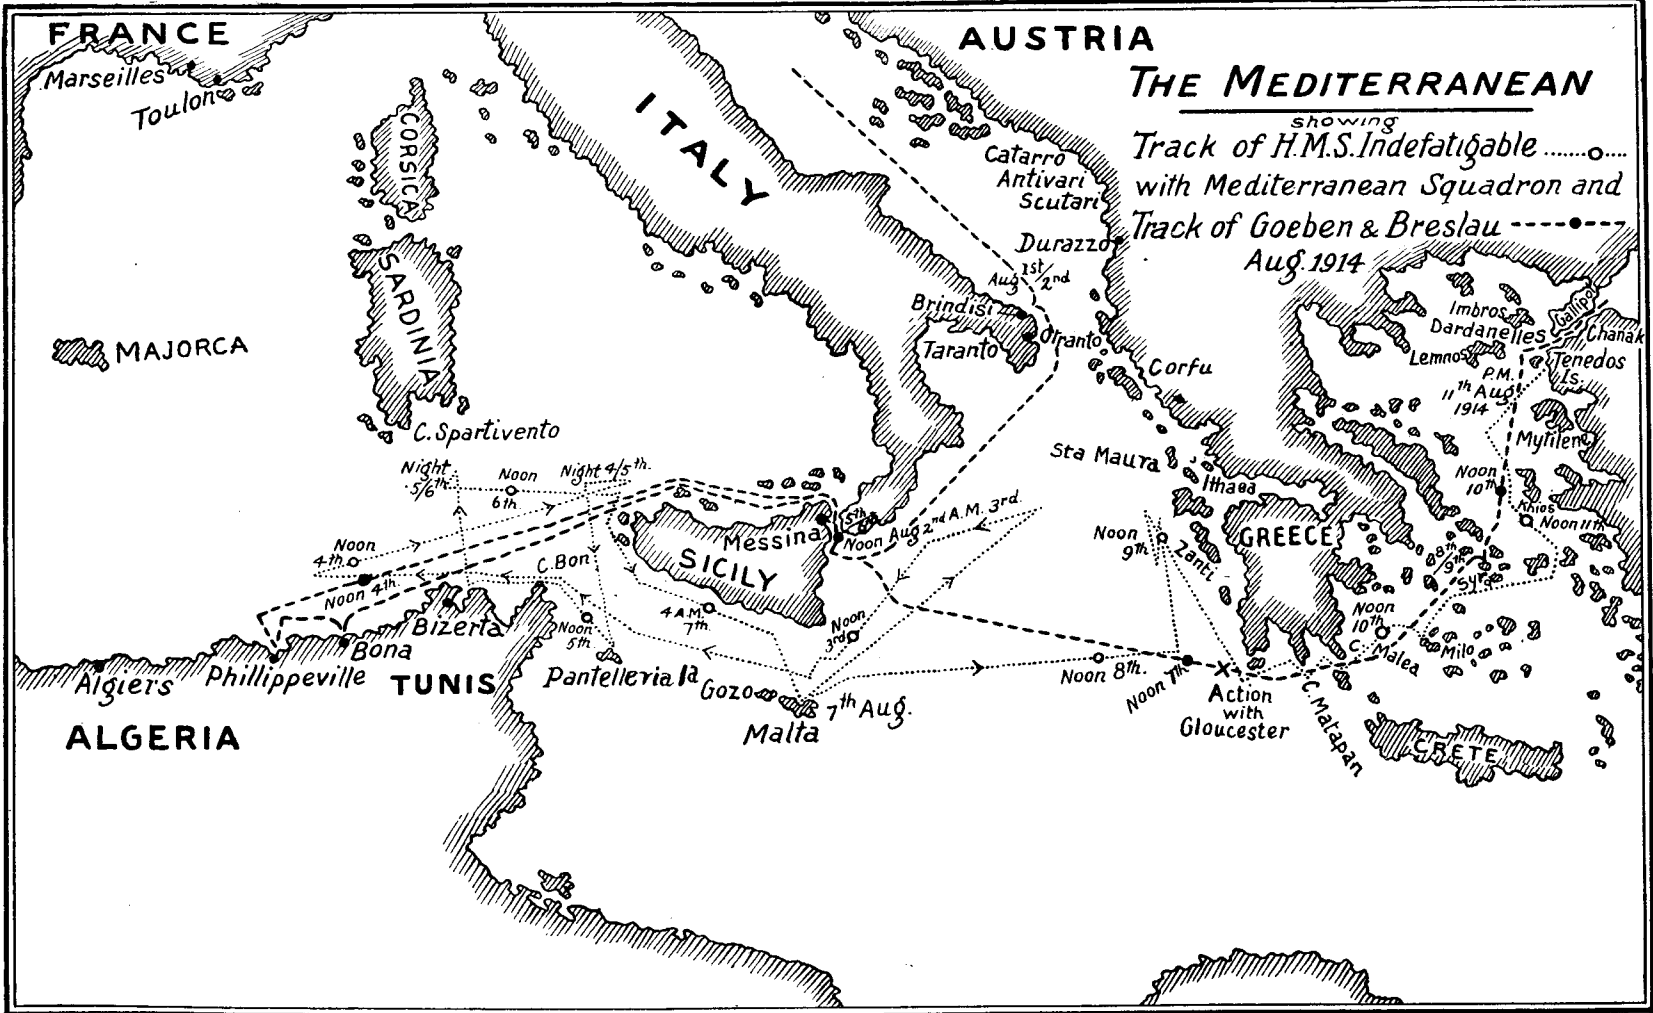 FRANCE
Marseilles
Toulon
AUSTRIA
THE MEDITERRANEAN
showing
Track of H.M.S. Indefatigable
with Mediterranean Squadron and
Track of Goeben & Breslau
Aug. 1914
CORSICA
ITALY
Catarro
Antivari
Scutari
Durazzo
Aug 1st/2nd
SARDINIA
MAJORCA
Brindisi
Otranto
Taranto
Corfu
Imbros
Dardanelles
Gallipoli
Chanak
Lemnos
Tenedos
Is.
P.M.
11th Aug
1914
Mytilene
C. Spartivento
Night
5/6th
Noon
6th
Night 4/5th.
Sta Maura
Ithaea
Noon
10th
Khios
Noon 11th
Noon
4th
Noon 4th.
C. Bon
Messina
5th
Noon Aug 2nd A.M. 3rd.
SICILY
Noon
9th
Zanti
GREECE
8th
9th
Syra
4 A.M.
7th
Noon
3rd
Noon
5th
Noon
10th
C. Malea
Milo
Algiers
Phillippeville
Bona
Bizerta
TUNIS
Pantelleria Id
Gozo
Malta
7th Aug.
Noon 8th.
Noon 7th
Action
with
Gloucester
C. Matapan
CRETE
ALGERIA